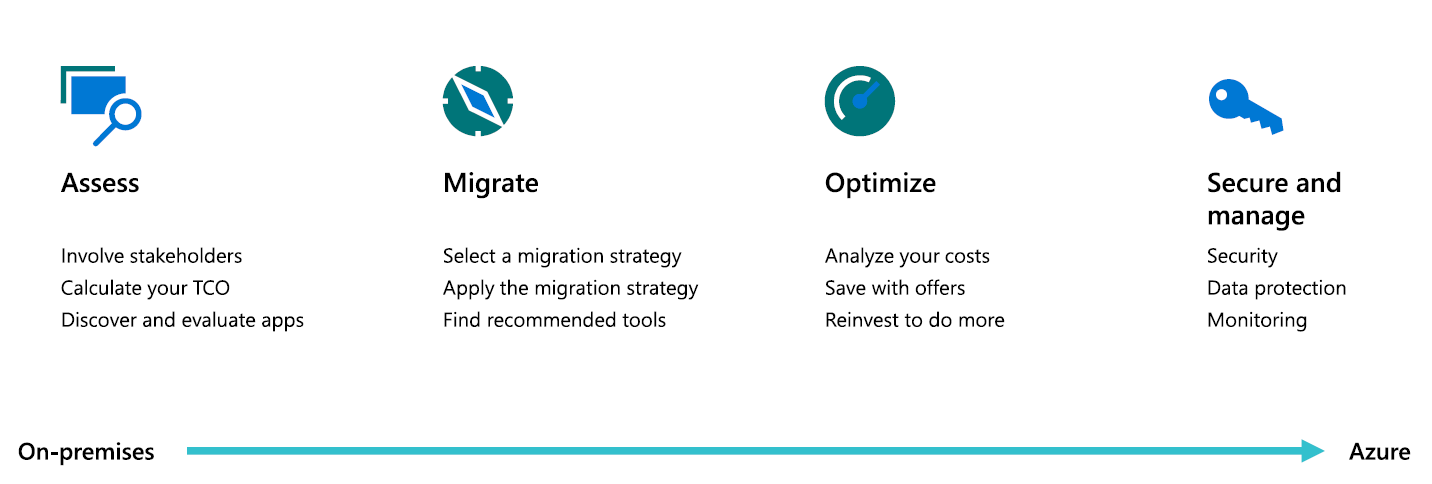 Assess
Involve stakeholders
Calculate your TCO
Discover and evaluate apps
Migrate
Select a migration strategy
Apply the migration strategy
Find recommended tools
Optimize
Analyze your costs
Save with offers
Reinvest to do more
Secure and
manage
Security
Data protection
Monitoring
On-premises
Azure